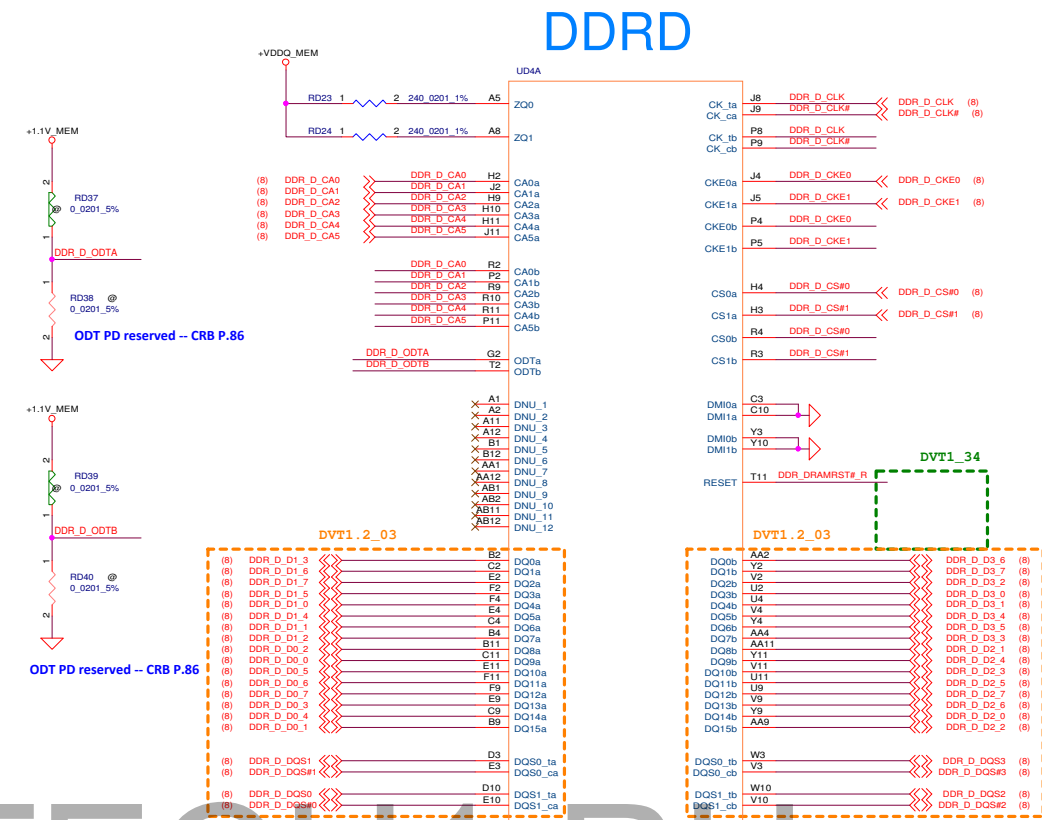 DDRD
+VDDQ_MEM
UD4A
RD23 1 2 240_0201_1% A5 ZQ0
RD24 1 2 240_0201_1% A8 ZQ1
+1.1V_MEM
2
RD37
@ 0_0201_5%
1
DDR_D_ODTA
1
RD38 @
0_0201_5%
2
ODT PD reserved -- CRB P.86
+1.1V_MEM
2
RD39
@ 0_0201_5%
1
DDR_D_ODTB
1
RD40 @
0_0201_5%
2
ODT PD reserved -- CRB P.86
(8) DDR_D_CA0 DDR_D_CA0 H2 CA0a
(8) DDR_D_CA1 DDR_D_CA1 J2 CA1a
(8) DDR_D_CA2 DDR_D_CA2 H9 CA2a
(8) DDR_D_CA3 DDR_D_CA3 H10 CA3a
(8) DDR_D_CA4 DDR_D_CA4 H11 CA4a
(8) DDR_D_CA5 DDR_D_CA5 J11 CA5a
DDR_D_CA0 R2 CA0b
DDR_D_CA1 P2 CA1b
DDR_D_CA2 R9 CA2b
DDR_D_CA3 R10 CA3b
DDR_D_CA4 R11 CA4b
DDR_D_CA5 P11 CA5b
DDR_D_ODTA G2 ODTa
DDR_D_ODTB T2 ODTb
A1 DNU_1
A2 DNU_2
A11 DNU_3
A12 DNU_4
B1 DNU_5
B12 DNU_6
AA1 DNU_7
AA12 DNU_8
AB1 DNU_9
AB2 DNU_10
AB11 DNU_11
AB12 DNU_12
DVT1.2_03
(8) DDR_D_D1_3 B2 DQ0a
(8) DDR_D_D1_6 C2 DQ1a
(8) DDR_D_D1_7 E2 DQ2a
(8) DDR_D_D1_5 F2 DQ3a
(8) DDR_D_D1_0 F4 DQ4a
(8) DDR_D_D1_4 E4 DQ5a
(8) DDR_D_D1_1 C4 DQ6a
(8) DDR_D_D1_2 B4 DQ7a
(8) DDR_D_D0_2 B11 DQ8a
(8) DDR_D_D0_0 C11 DQ9a
(8) DDR_D_D0_5 E11 DQ10a
(8) DDR_D_D0_6 F11 DQ11a
(8) DDR_D_D0_7 F9 DQ12a
(8) DDR_D_D0_3 E9 DQ13a
(8) DDR_D_D0_4 C9 DQ14a
(8) DDR_D_D0_1 B9 DQ15a
(8) DDR_D_DQS1 D3 DQS0_ta
(8) DDR_D_DQS#1 E3 DQS0_ca
(8) DDR_D_DQS0 D10 DQS1_ta
(8) DDR_D_DQS#0 E10 DQS1_ca
CK_ta J8 DDR_D_CLK DDR_D_CLK (8)
CK_ca J9 DDR_D_CLK# DDR_D_CLK# (8)
CK_tb P8 DDR_D_CLK
CK_cb P9 DDR_D_CLK#
CKE0a J4 DDR_D_CKE0 DDR_D_CKE0 (8)
CKE1a J5 DDR_D_CKE1 DDR_D_CKE1 (8)
CKE0b P4 DDR_D_CKE0
CKE1b P5 DDR_D_CKE1
CS0a H4 DDR_D_CS#0 DDR_D_CS#0 (8)
CS1a H3 DDR_D_CS#1 DDR_D_CS#1 (8)
CS0b R4 DDR_D_CS#0
CS1b R3 DDR_D_CS#1
DMI0a C3
DMI1a C10
DMI0b Y3
DMI1b Y10
DVT1_34
RESET T11 DDR_DRAMRST#_R
DVT1.2_03
DQ0b AA2 DDR_D_D3_6 (8)
DQ1b Y2 DDR_D_D3_7 (8)
DQ2b V2 DDR_D_D3_2 (8)
DQ3b U2 DDR_D_D3_0 (8)
DQ4b U4 DDR_D_D3_1 (8)
DQ5b V4 DDR_D_D3_4 (8)
DQ6b Y4 DDR_D_D3_5 (8)
DQ7b AA4 DDR_D_D3_3 (8)
DQ8b AA11 DDR_D_D2_1 (8)
DQ9b Y11 DDR_D_D2_4 (8)
DQ10b V11 DDR_D_D2_3 (8)
DQ11b U11 DDR_D_D2_5 (8)
DQ12b U9 DDR_D_D2_7 (8)
DQ13b V9 DDR_D_D2_6 (8)
DQ14b Y9 DDR_D_D2_0 (8)
DQ15b AA9 DDR_D_D2_2 (8)
DQS0_tb W3 DDR_D_DQS3 (8)
DQS0_cb V3 DDR_D_DQS#3 (8)
DQS1_tb W10 DDR_D_DQS2 (8)
DQS1_cb V10 DDR_D_DQS#2 (8)